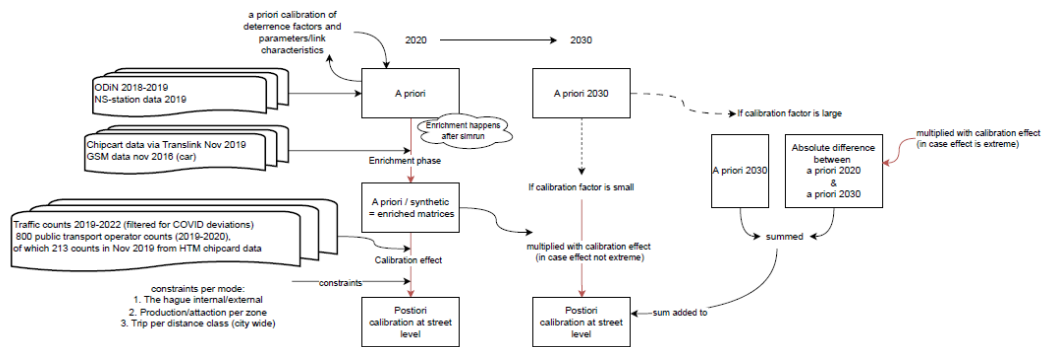 a priori calibration of
deterrence factors and
parameters/link
characteristics
2020
2030
ODiN 2018-2019
NS-station data 2019
A priori
A priori 2030
If calibration factor is large
Enrichment happens
after simrun
Chipcart data via Translink Nov 2019
GSM data nov 2016 (car)
Enrichment phase
A priori 2030
Absolute difference
between
a priori 2020
&
a priori 2030
multiplied with calibration effect
(in case effect is extreme)
If calibration factor is small
A priori / synthetic
= enriched matrices
Traffic counts 2019-2022 (filtered for COVID deviations)
800 public transport operator counts (2019-2020),
of which 213 counts in Nov 2019 from HTM chipcard data
Calibration effect
multiplied with calibration effect
(in case effect not extreme)
summed
constraints
constraints per mode:
1. The hague internal/external
2. Production/attaction per zone
3. Trip per distance class (city wide)
Postiori
calibration at street
level
Postiori
calibration at street
level
sum added to